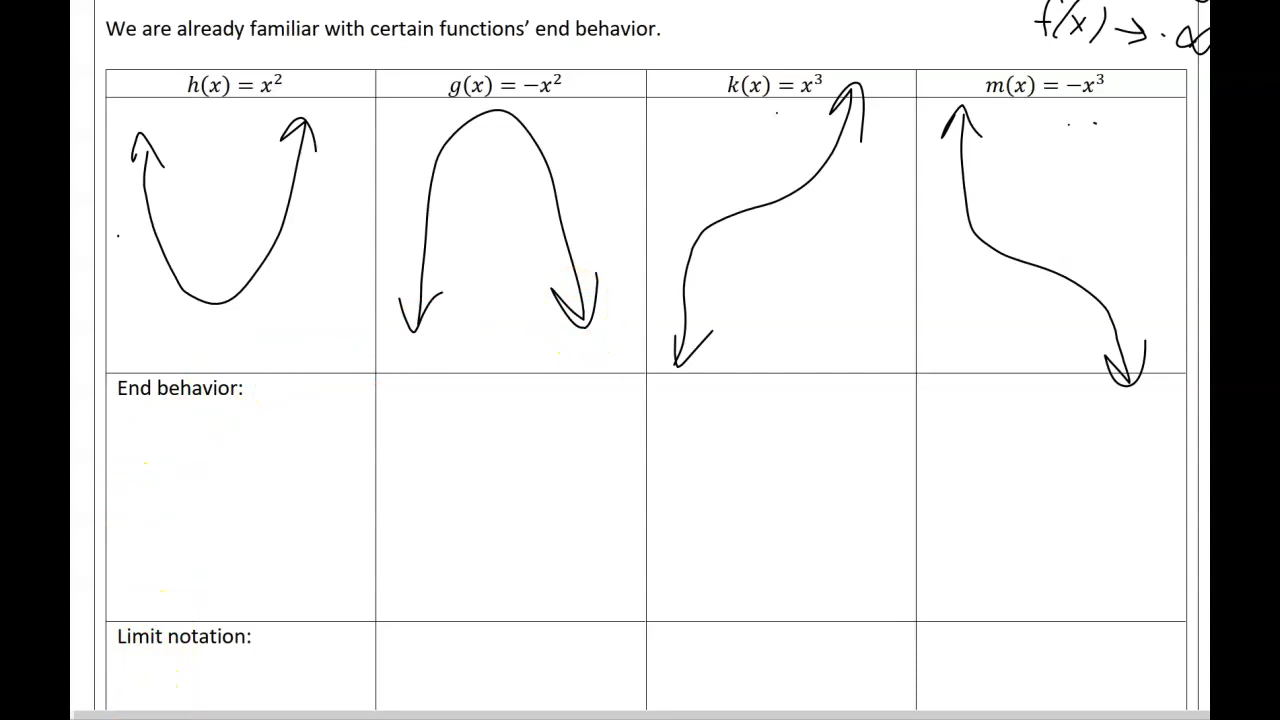 We are already familiar with certain functions' end behavior.
f(x) → -∞
h(x) = x² g(x) = −x² k(x) = x³ m(x) = −x³
End behavior:
Limit notation: